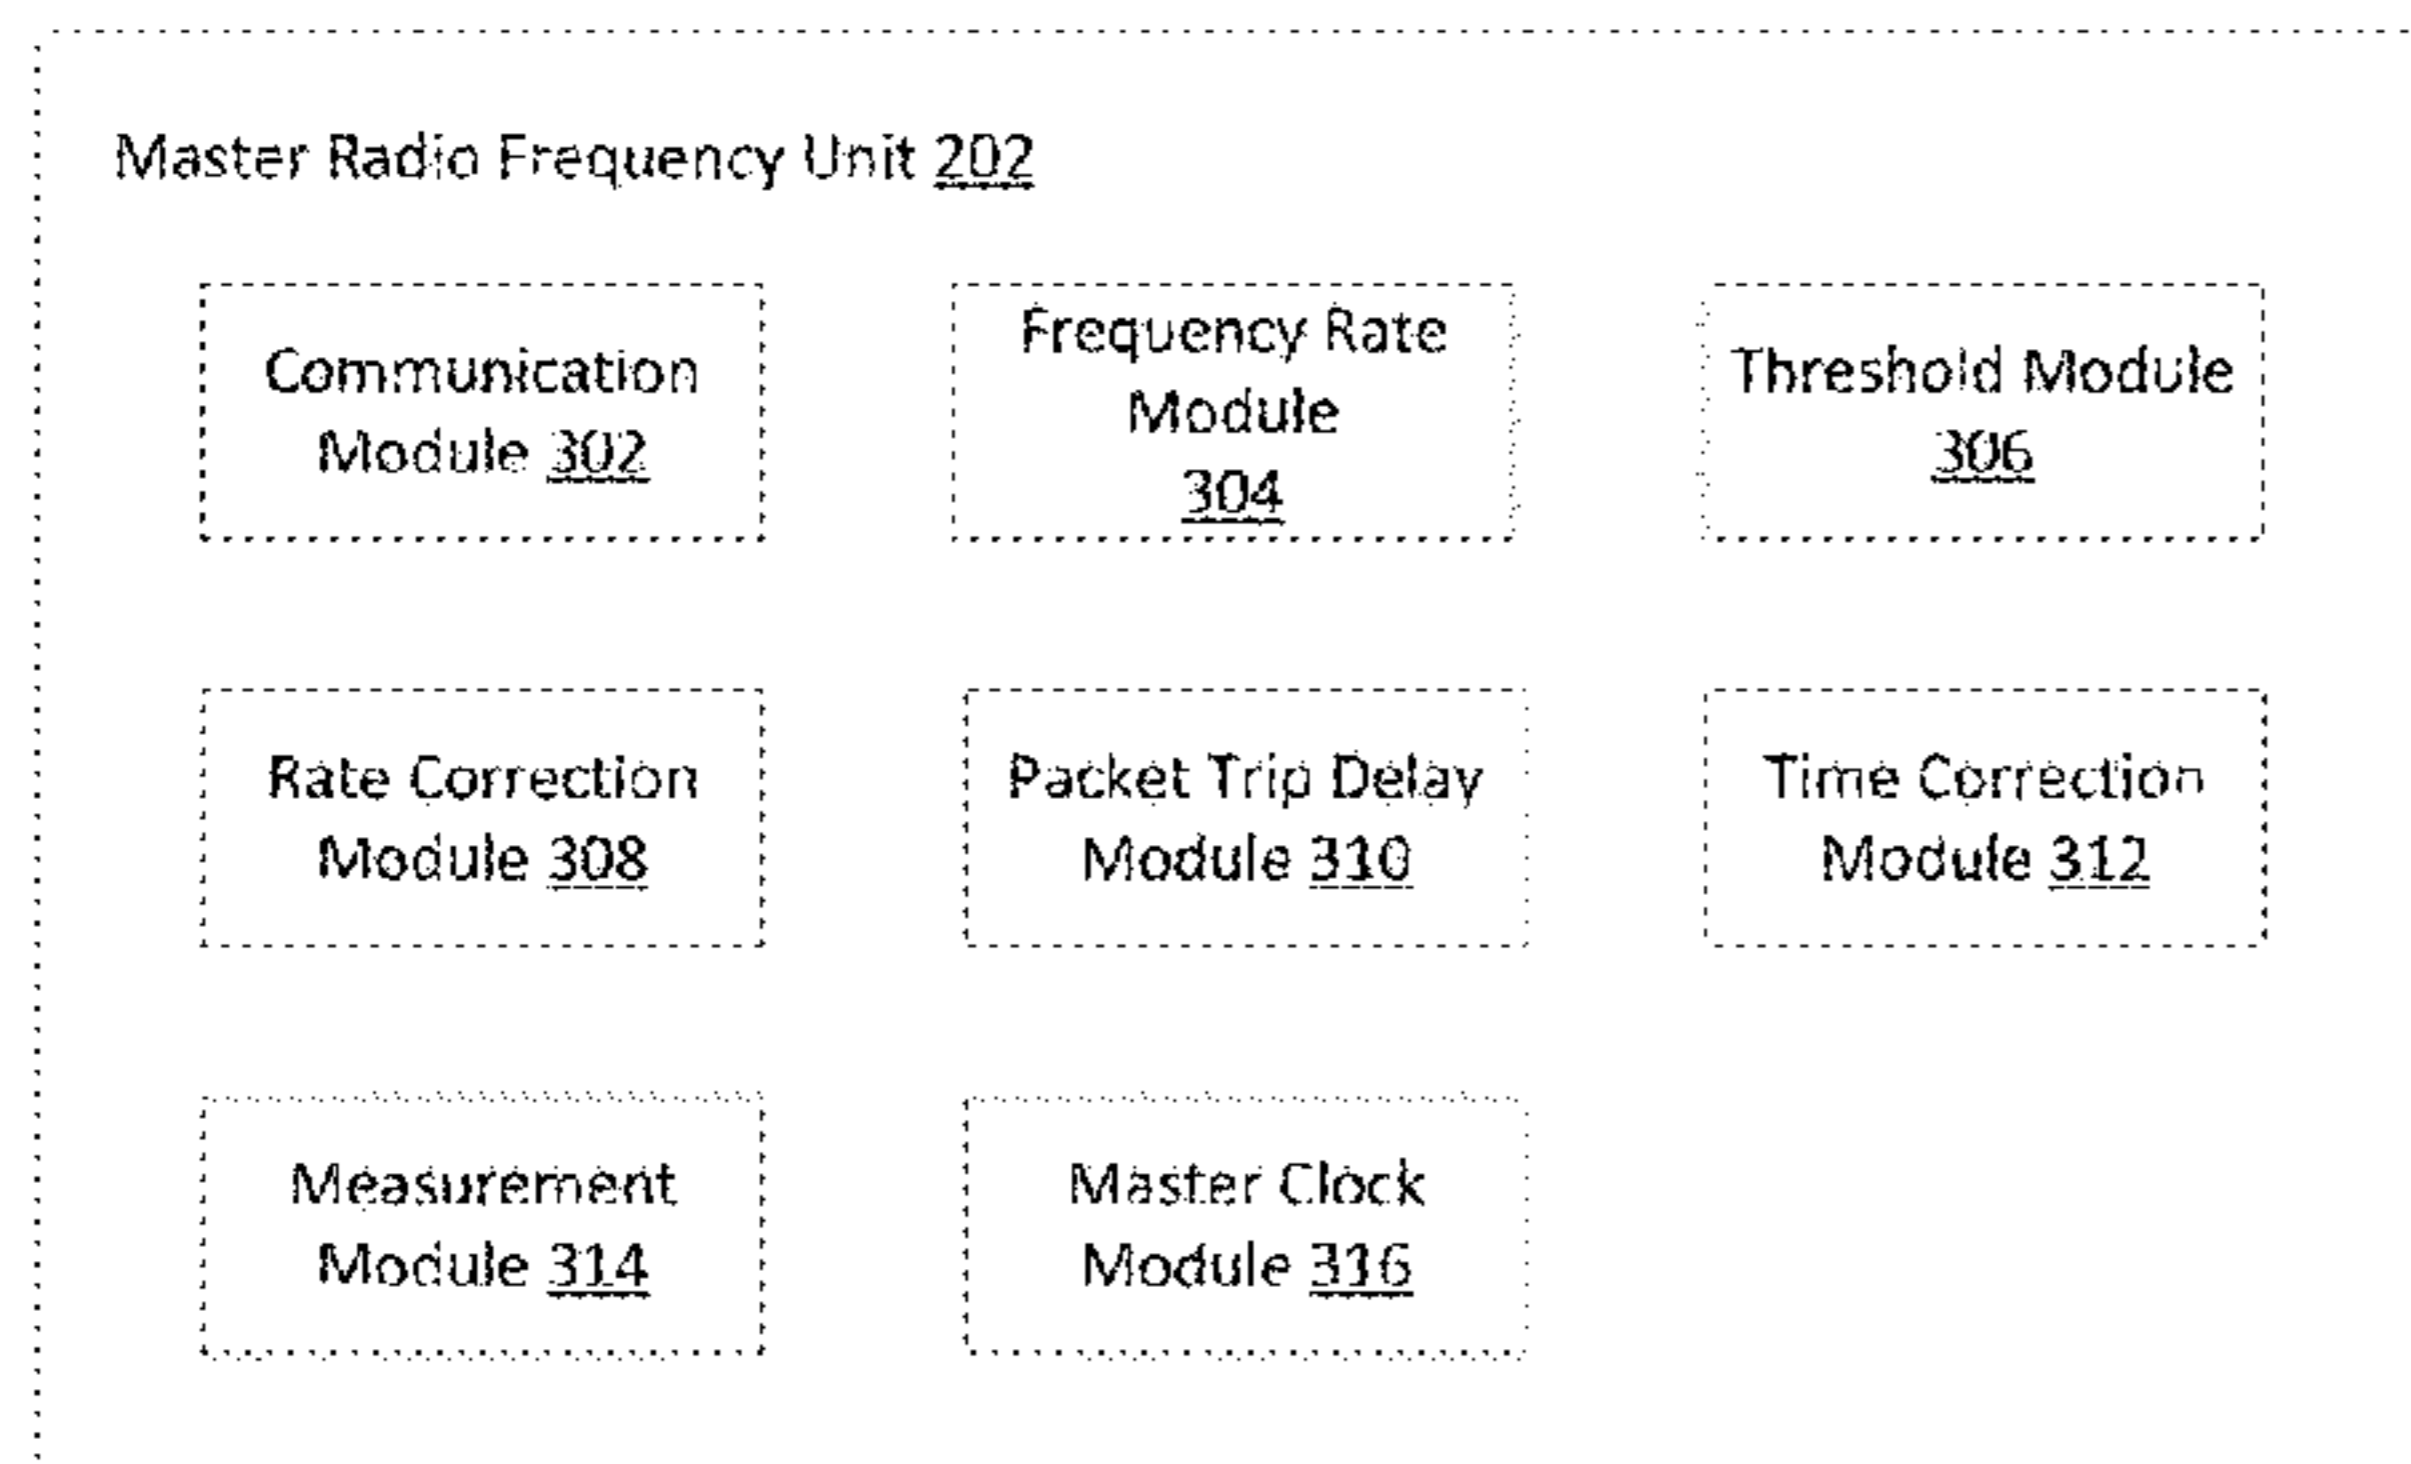 Master Radio Frequency Unit 202
Communication
Module 302
Frequency Rate
Module
304
Threshold Module
306
Rate Correction
Module 308
Packet Trip Delay
Module 310
Time Correction
Module 312
Measurement
Module 314
Master Clock
Module 316